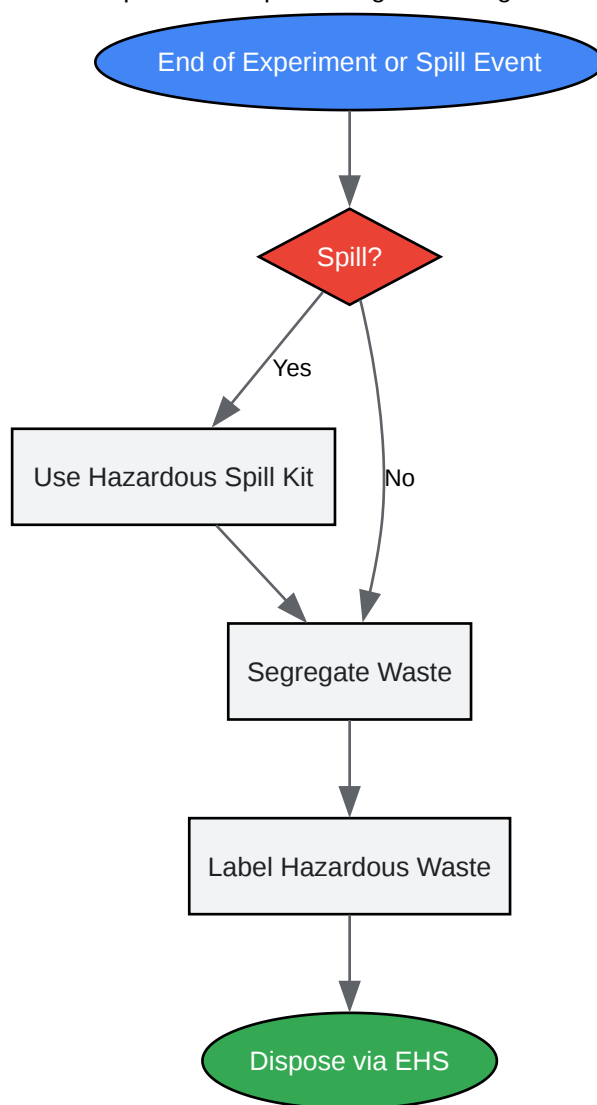 End of Experiment or Spill Event
Spill?
Yes
Use Hazardous Spill Kit
No
Segregate Waste
Label Hazardous Waste
Dispose via EHS